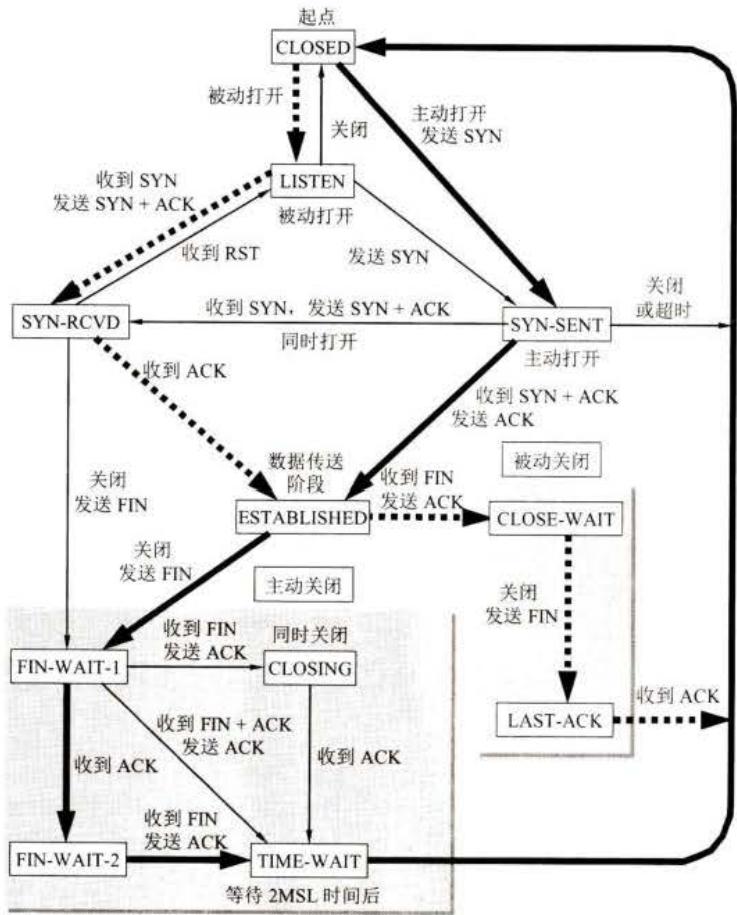 起点
CLOSED
被动打开
关闭
主动打开
发送 SYN
收到 SYN
发送 SYN + ACK
LISTEN
被动打开
收到 RST
发送 SYN
关闭
或超时
SYN-RCVD
收到 SYN，发送 SYN + ACK
同时打开
SYN-SENT
主动打开
收到 ACK
收到 SYN + ACK
发送 ACK
关闭
发送 FIN
数据传送
阶段
ESTABLISHED
收到 FIN
发送 ACK
被动关闭
CLOSE-WAIT
关闭
发送 FIN
主动关闭
关闭
发送 FIN
FIN-WAIT-1
收到 FIN
发送 ACK
同时关闭
CLOSING
LAST-ACK
收到 ACK
收到 ACK
收到 FIN + ACK
发送 ACK
收到 ACK
FIN-WAIT-2
收到 FIN
发送 ACK
TIME-WAIT
等待 2MSL 时间后